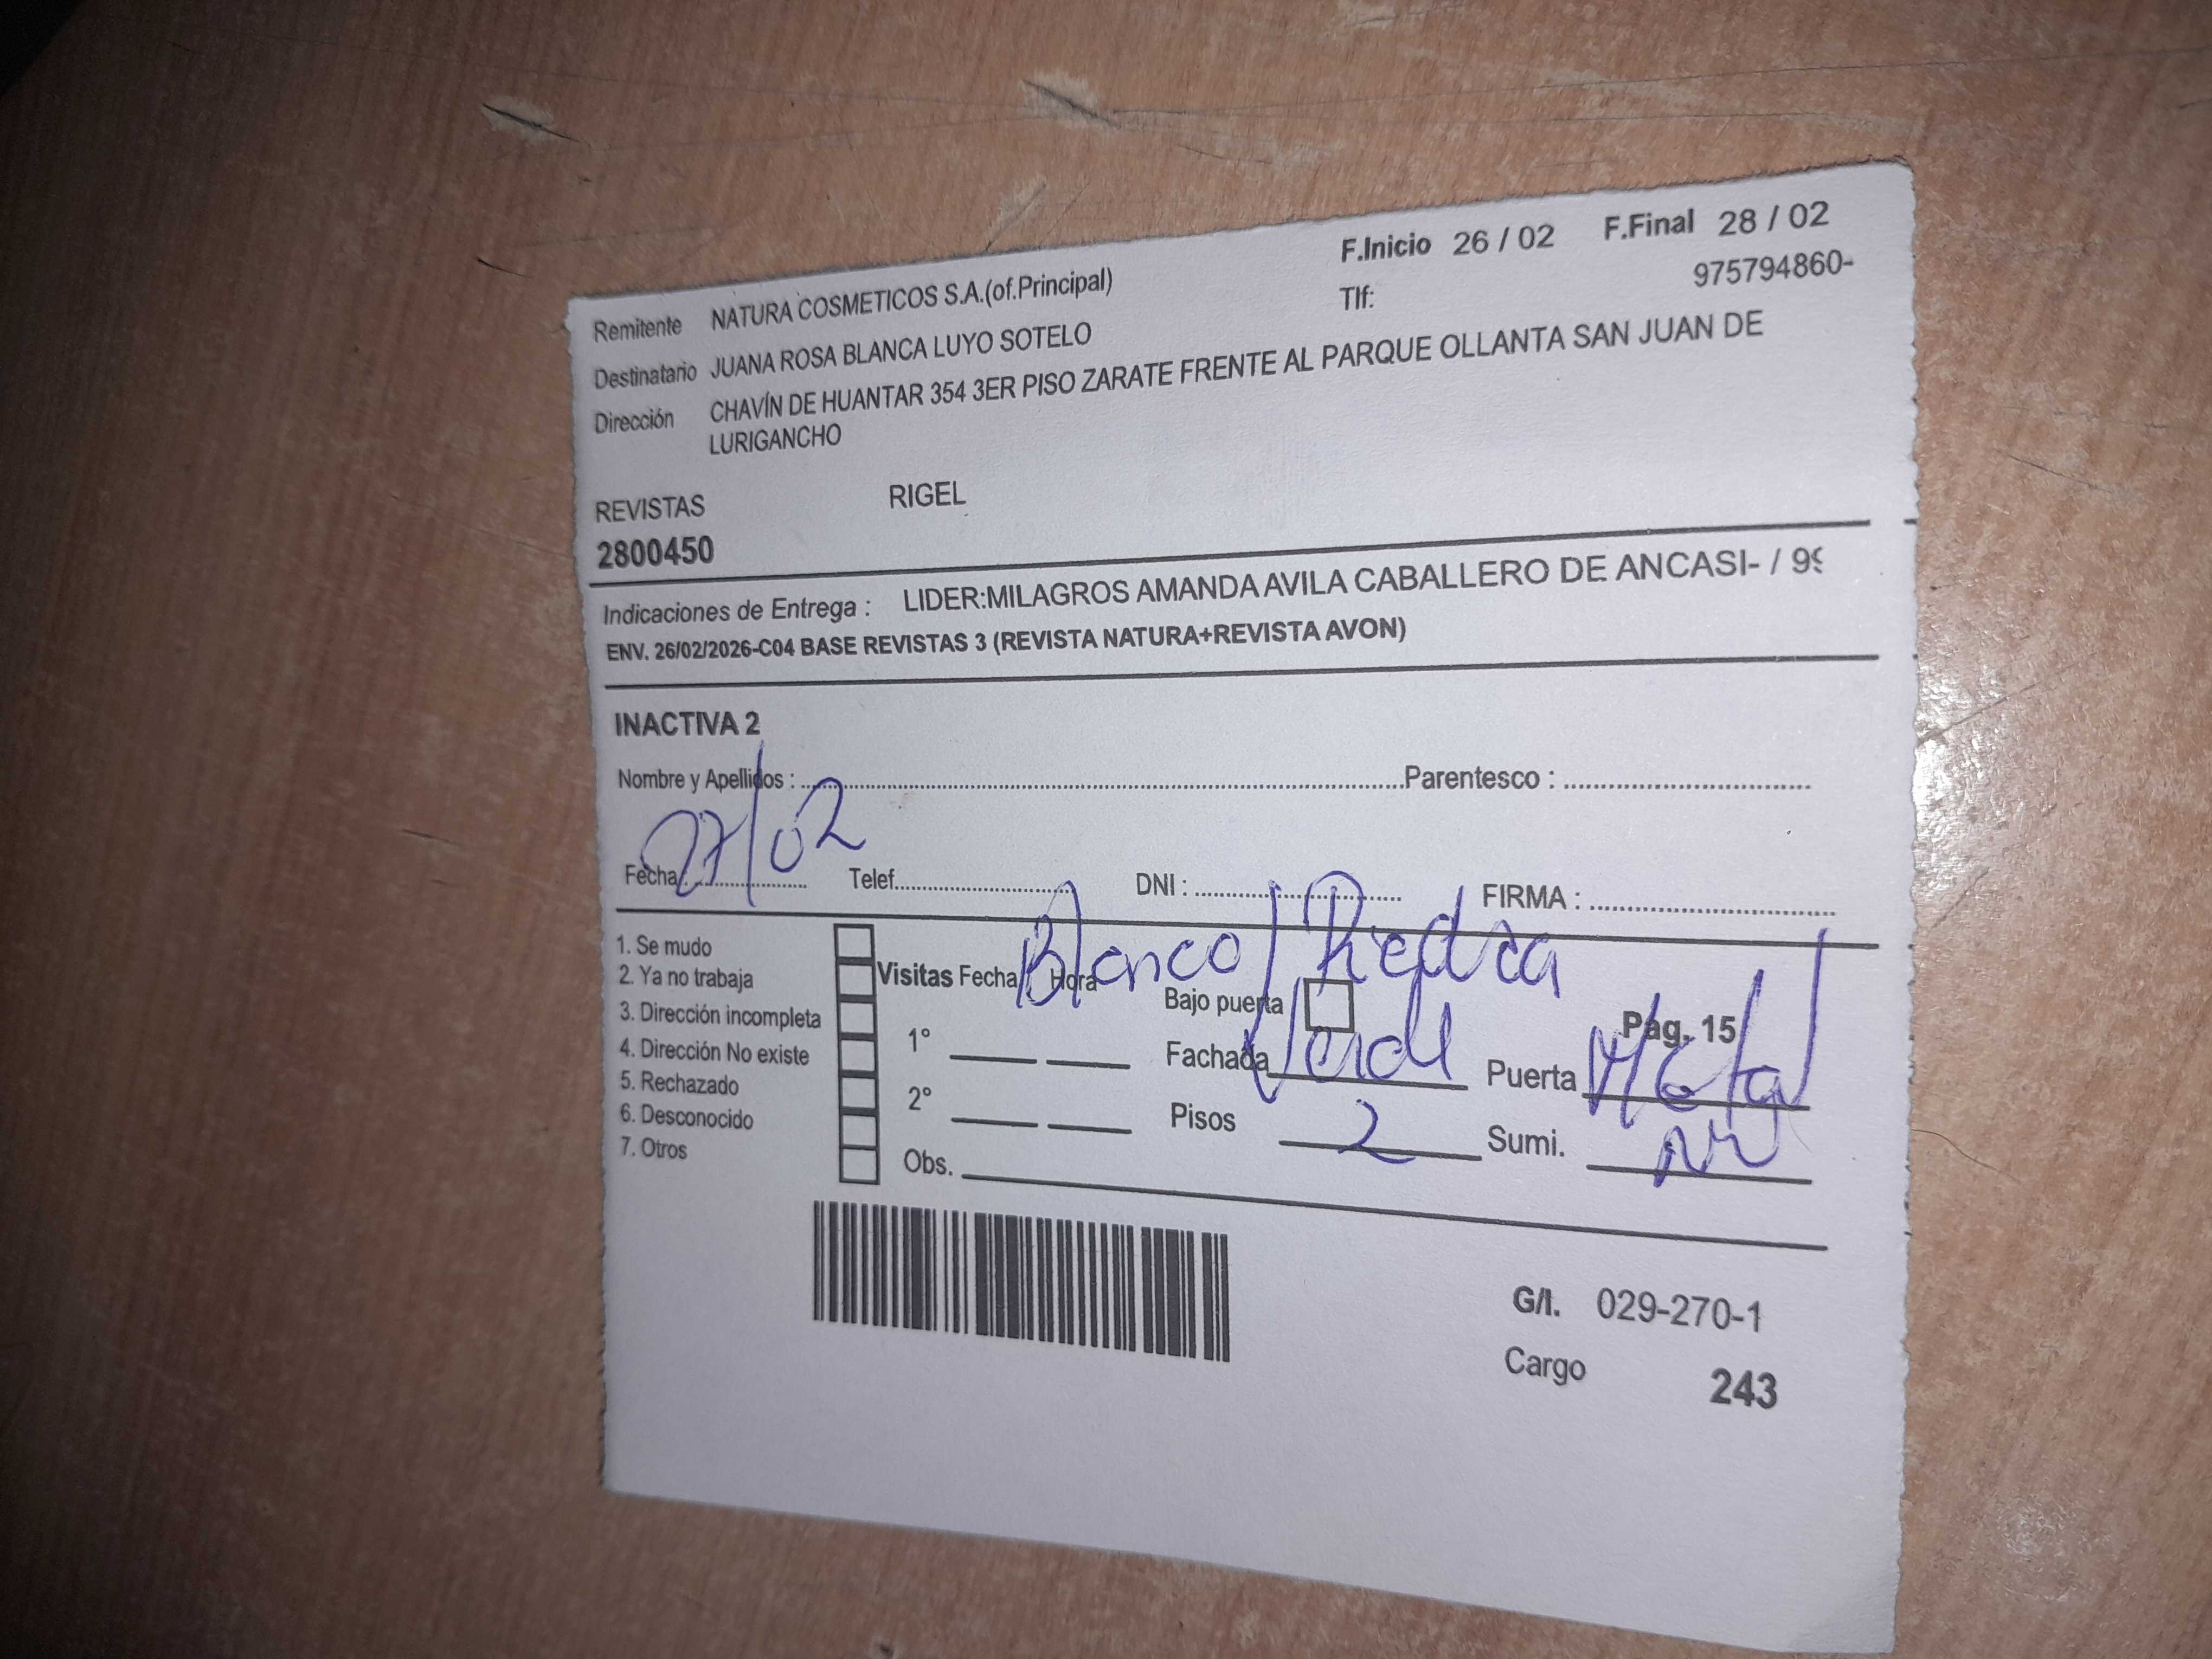 F.Inicio 26 / 02 F.Final 28 / 02
Remitente NATURA COSMETICOS S.A.(of.Principal) Tlf: 975794860-
Destinatario JUANA ROSA BLANCA LUYO SOTELO
Dirección CHAVÍN DE HUANTAR 354 3ER PISO ZARATE FRENTE AL PARQUE OLLANTA SAN JUAN DE
LURIGANCHO
REVISTAS RIGEL
2800450
Indicaciones de Entrega : LIDER:MILAGROS AMANDA AVILA CABALLERO DE ANCASI- / 99
ENV. 26/02/2026-C04 BASE REVISTAS 3 (REVISTA NATURA+REVISTA AVON)
INACTIVA 2
Nombre y Apellidos : Parentesco :
Fecha : 27/02 Telef. DNI : FIRMA :
1. Se mudo
2. Ya no trabaja
3. Dirección incompleta
4. Dirección No existe
5. Rechazado
6. Desconocido
7. Otros
Visitas Fecha Hora
1°
2°
Obs.
Blanco/Piedra
Bajo puerta Pag. 15
Fachada Verde Puerta Metal
Pisos 2 Sumi.
G/I. 029-270-1
Cargo 243